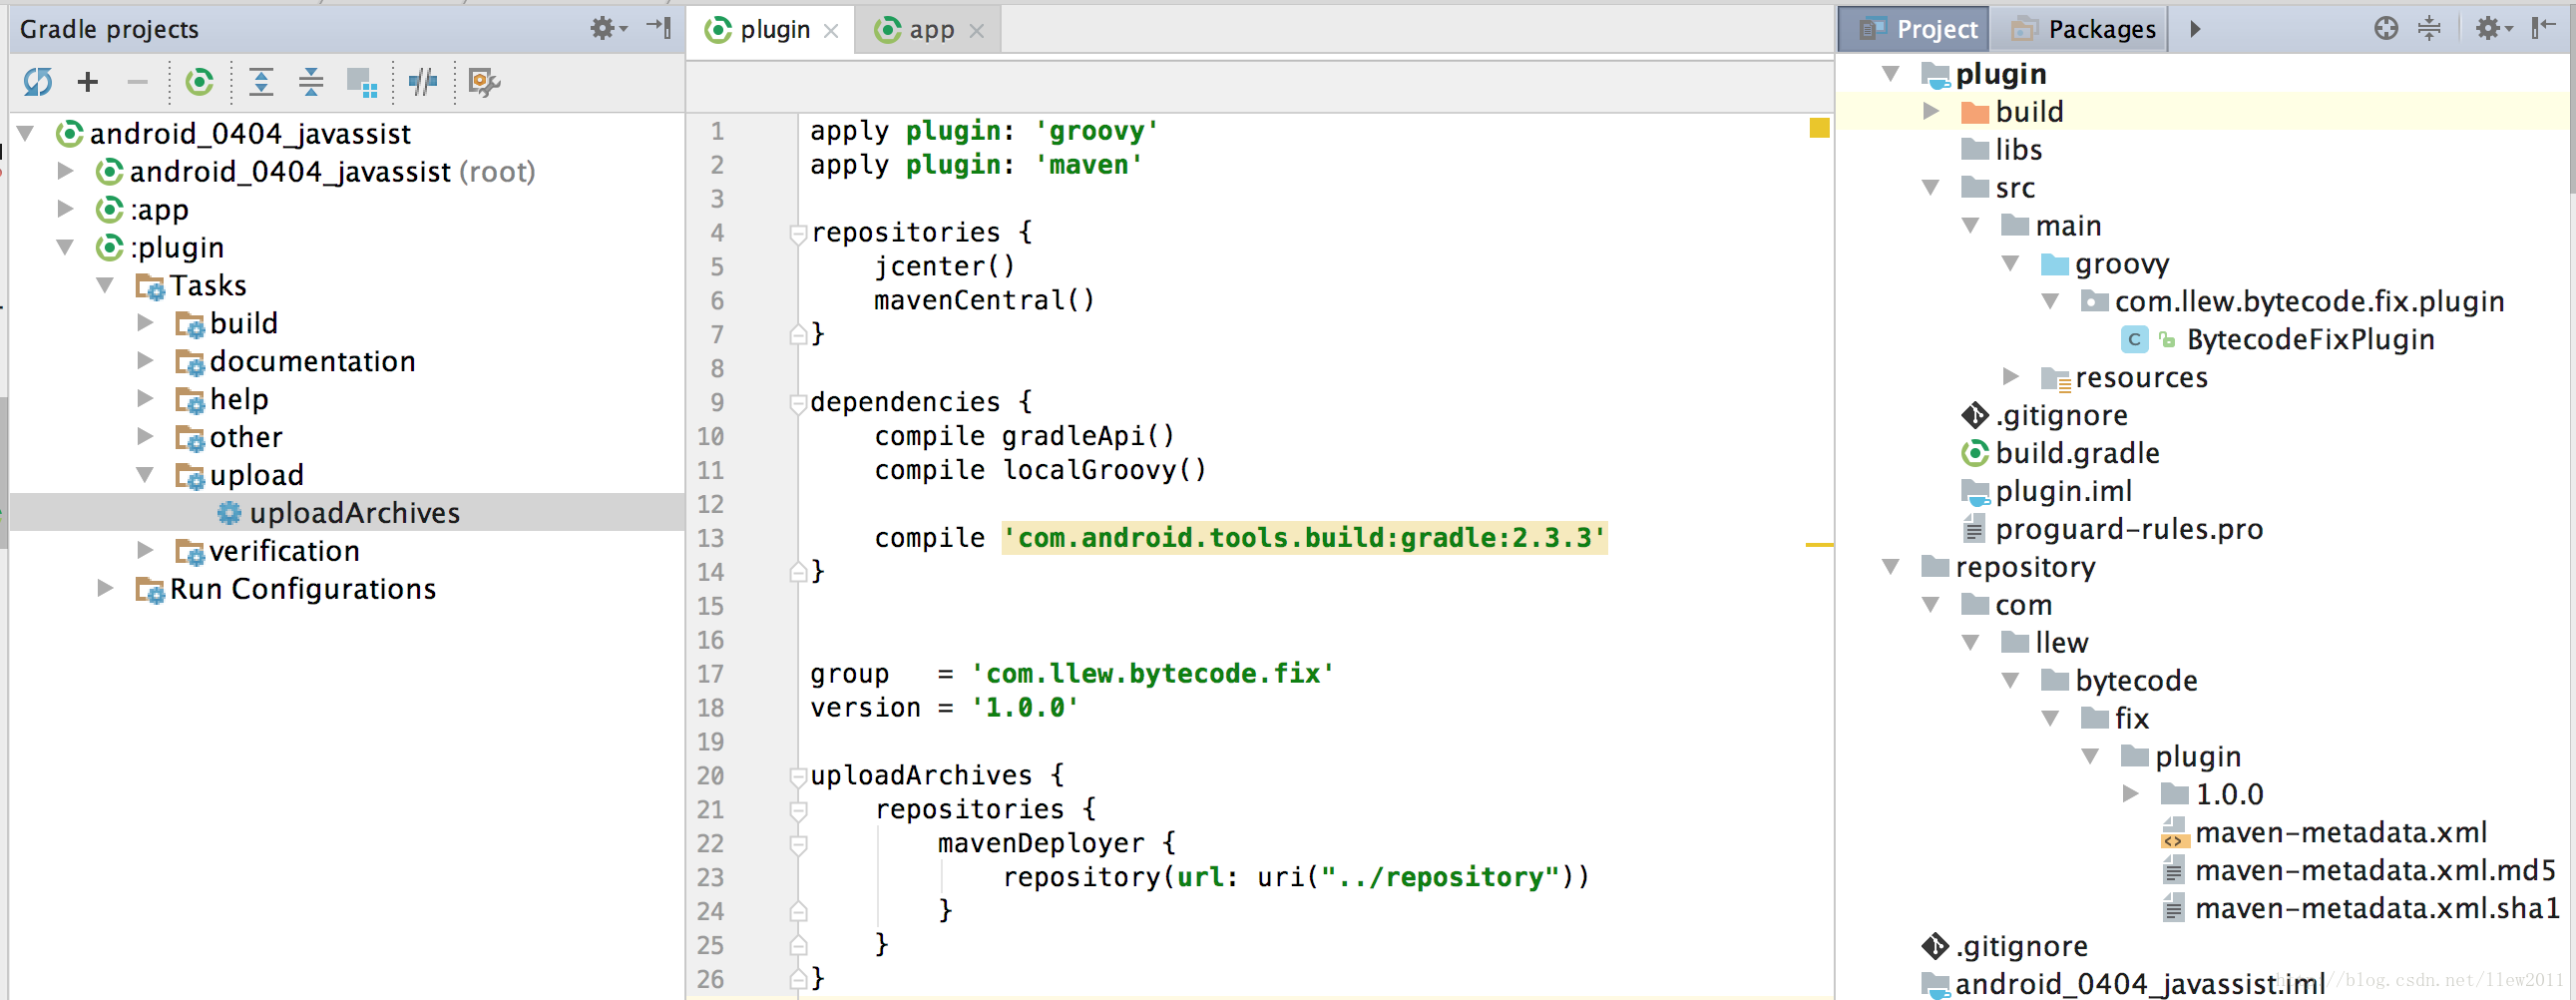 Gradle projects
android_0404_javassist
android_0404_javassist (root)
:app
:plugin
Tasks
build
documentation
help
other
upload
uploadArchives
verification
Run Configurations
plugin
app
1 apply plugin: 'groovy'
2 apply plugin: 'maven'
3
4 repositories {
5 jcenter()
6 mavenCentral()
7 }
8
9 dependencies {
10 compile gradleApi()
11 compile localGroovy()
12
13 compile 'com.android.tools.build:gradle:2.3.3'
14 }
15
16
17 group = 'com.llew.bytecode.fix'
18 version = '1.0.0'
19
20 uploadArchives {
21 repositories {
22 mavenDeployer {
23 repository(url: uri("../repository"))
24 }
25 }
26 }
Project
Packages
plugin
build
libs
src
main
groovy
com.llew.bytecode.fix.plugin
C BytecodeFixPlugin
resources
.gitignore
build.gradle
plugin.iml
proguard-rules.pro
repository
com
llew
bytecode
fix
plugin
1.0.0
maven-metadata.xml
maven-metadata.xml.md5
maven-metadata.xml.sha1
.gitignore
android_0404_javassist.iml
http://blog.csdn.net/llew2011